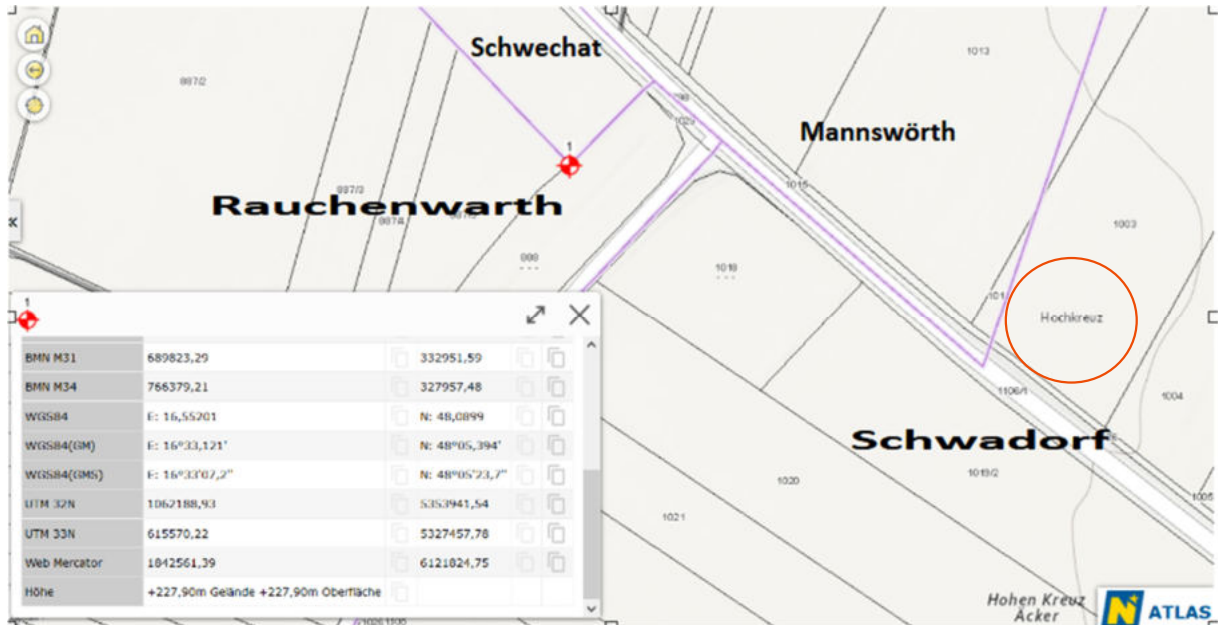 Schwechat
1013
887/2
Mannswörth
1015
887/3
Rauchenwarth
887/4
1003
888
1018
Hochkreuz
1
1
BMN M31 689823,29 332951,59
BMN M34 766379,21 327957,48
WGS84 E: 16,55201 N: 48,0899
WGS84(GM) E: 16°33,121' N: 48°05,394'
WGS84(GMS) E: 16°33'07,2" N: 48°05'23,7"
UTM 32N 1062188,93 5353941,54
UTM 33N 615570,22 5327457,78
Web Mercator 1842561,39 6121824,75
Höhe +227,90m Gelände +227,90m Oberfläche
1106/1
1004
Schwadorf
1019/2
1020
1005
1021
Hohen Kreuz
Äcker
N ATLAS